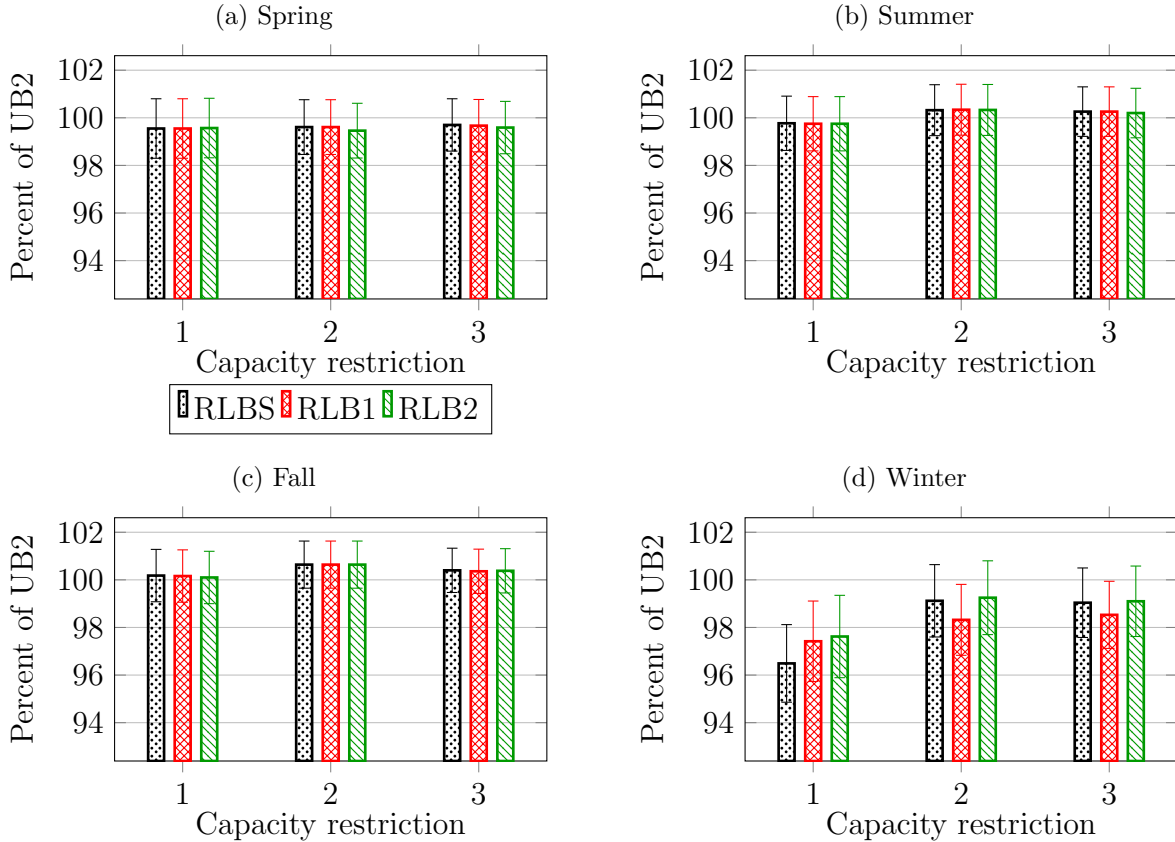 (a) Spring
Percent of UB2
102
100
98
96
94
1 2 3
Capacity restriction
RLBS RLB1 RLB2
(b) Summer
Percent of UB2
102
100
98
96
94
1 2 3
Capacity restriction
(c) Fall
Percent of UB2
102
100
98
96
94
1 2 3
Capacity restriction
(d) Winter
Percent of UB2
102
100
98
96
94
1 2 3
Capacity restriction